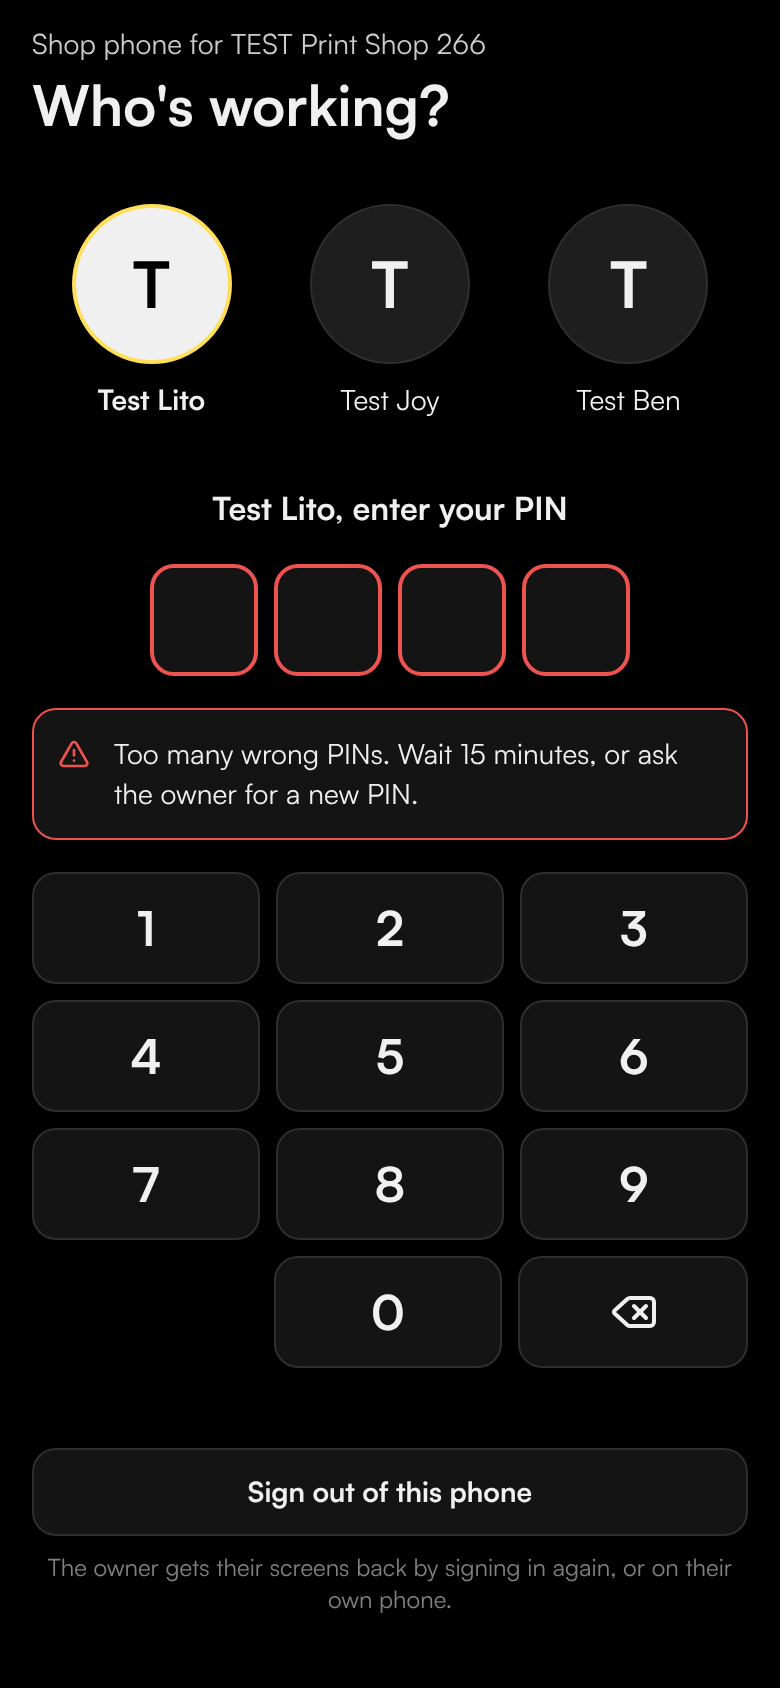 Shop phone for TEST Print Shop 266
Who's working?
T
T
T
Test Lito
Test Joy
Test Ben
Test Lito, enter your PIN
Too many wrong PINs. Wait 15 minutes, or ask
the owner for a new PIN.
1
2
3
4
5
6
7
8
9
0
Sign out of this phone
The owner gets their screens back by signing in again, or on their
own phone.